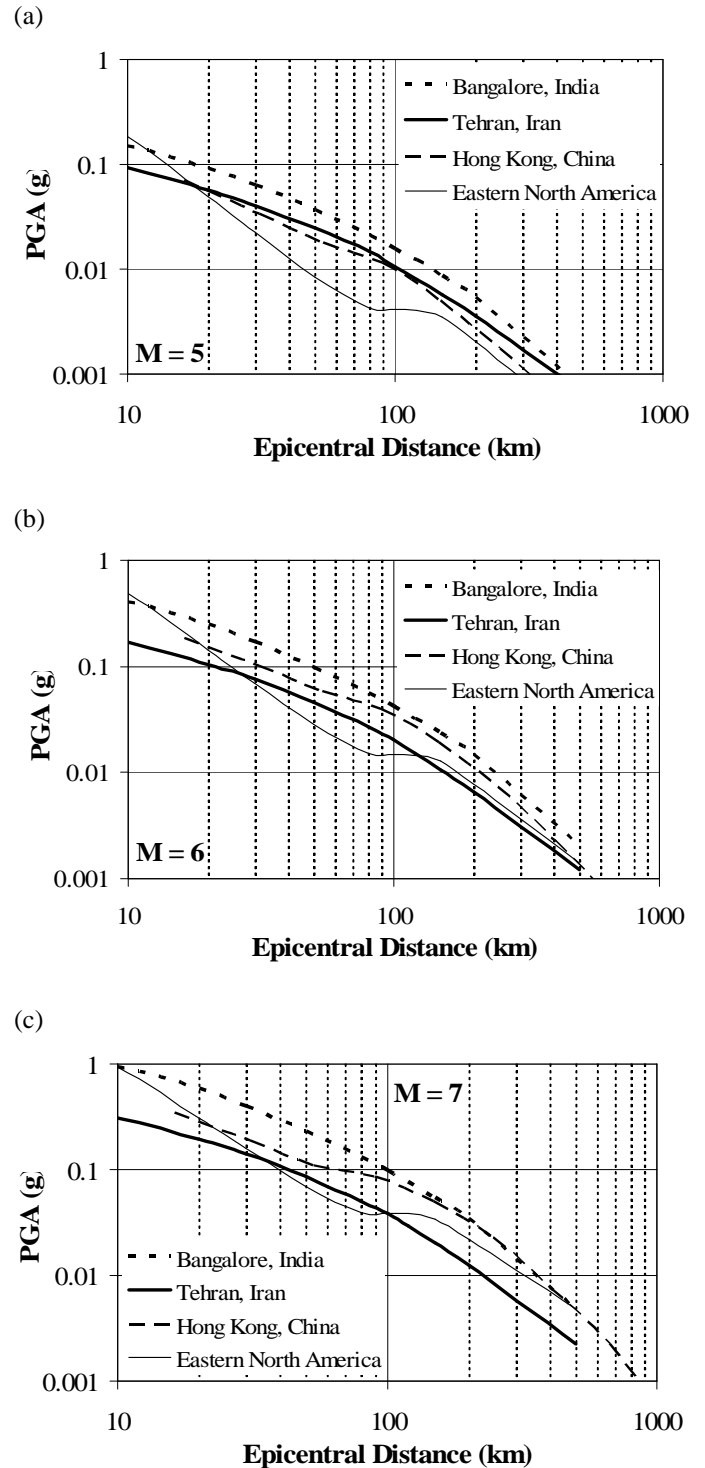 (a)
1
0.1
0.01
0.001
PGA (g)
Bangalore, India
Tehran, Iran
Hong Kong, China
Eastern North America
M = 5
10 100 1000
Epicentral Distance (km)
(b)
1
0.1
0.01
0.001
PGA (g)
Bangalore, India
Tehran, Iran
Hong Kong, China
Eastern North America
M = 6
10 100 1000
Epicentral Distance (km)
(c)
1
0.1
0.01
0.001
PGA (g)
M = 7
Bangalore, India
Tehran, Iran
Hong Kong, China
Eastern North America
10 100 1000
Epicentral Distance (km)